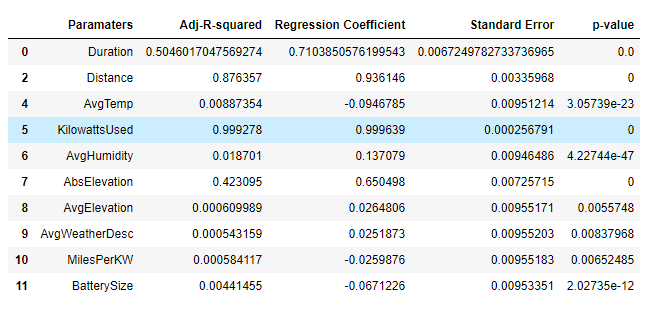 Paramaters Adj-R-squared Regression Coefficient Standard Error p-value
0 Duration 0.5046017047569274 0.7103850576199543 0.0067249782733736965 0.0
2 Distance 0.876357 0.936146 0.00335968 0
4 AvgTemp 0.00887354 -0.0946785 0.00951214 3.05739e-23
5 KilowattsUsed 0.999278 0.999639 0.000256791 0
6 AvgHumidity 0.018701 0.137079 0.00946486 4.22744e-47
7 AbsElevation 0.423095 0.650498 0.00725715 0
8 AvgElevation 0.000609989 0.0264806 0.00955171 0.0055748
9 AvgWeatherDesc 0.000543159 0.0251873 0.00955203 0.00837968
10 MilesPerKW 0.000584117 -0.0259876 0.00955183 0.00652485
11 BatterySize 0.00441455 -0.0671226 0.00953351 2.02735e-12